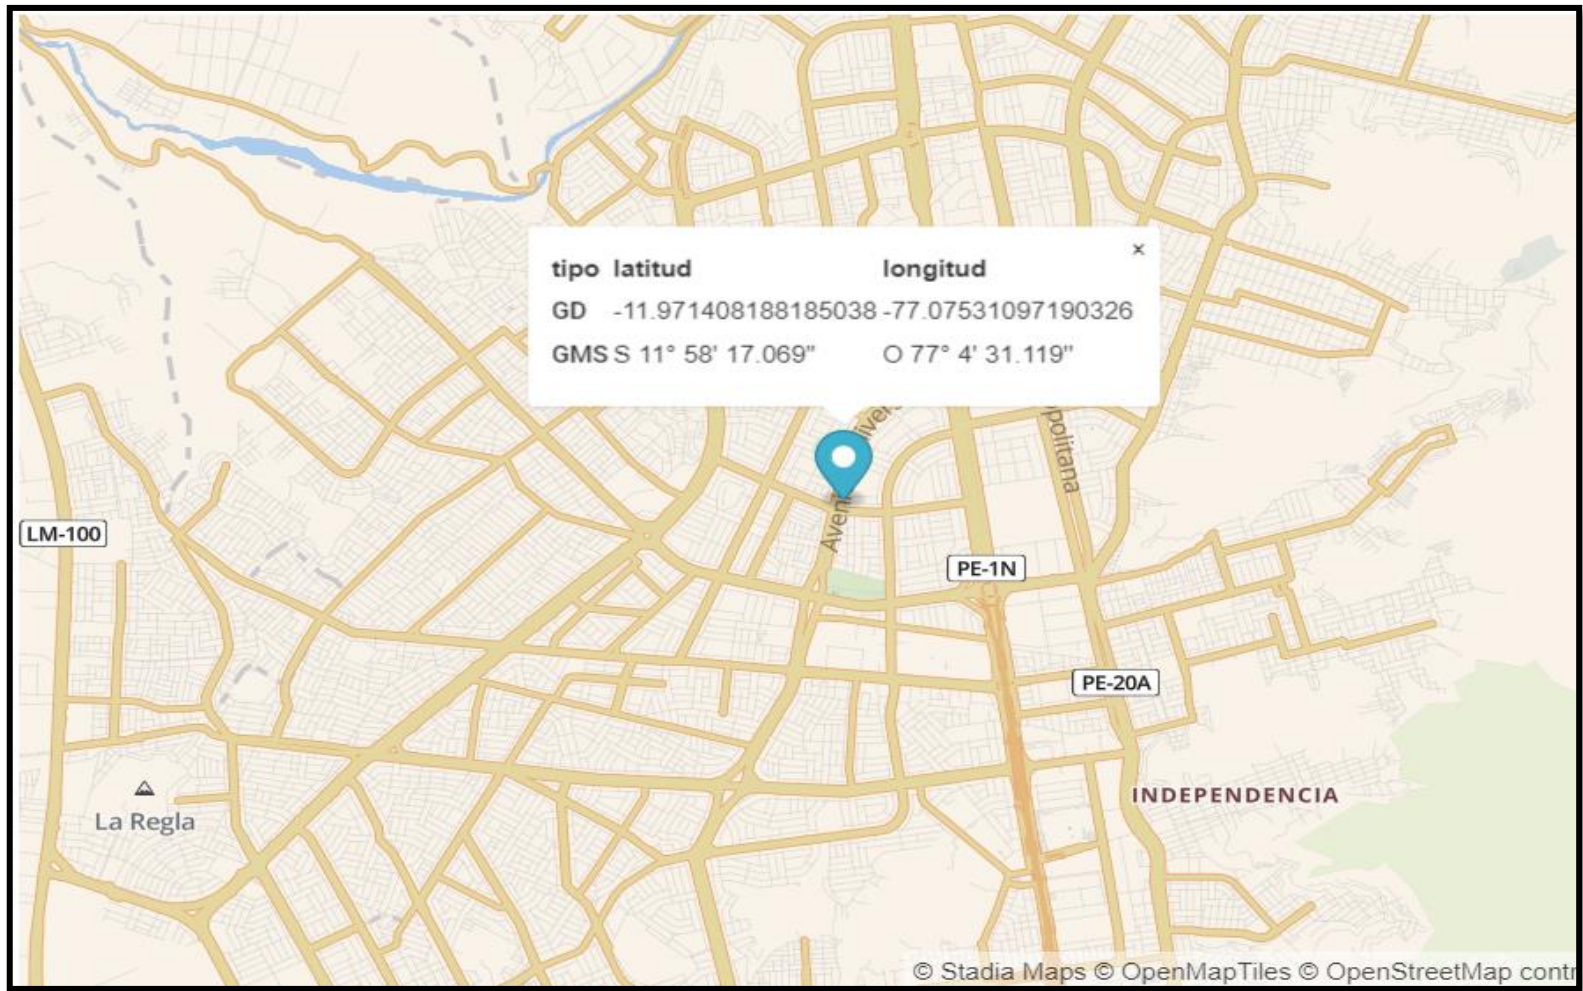 ×
tipo latitud longitud
GD -11.971408188185038 -77.07531097190326
GMS S 11° 58' 17.069" O 77° 4' 31.119"
LM-100
PE-1N
PE-20A
INDEPENDENCIA
La Regla
© Stadia Maps © OpenMapTiles © OpenStreetMap contr